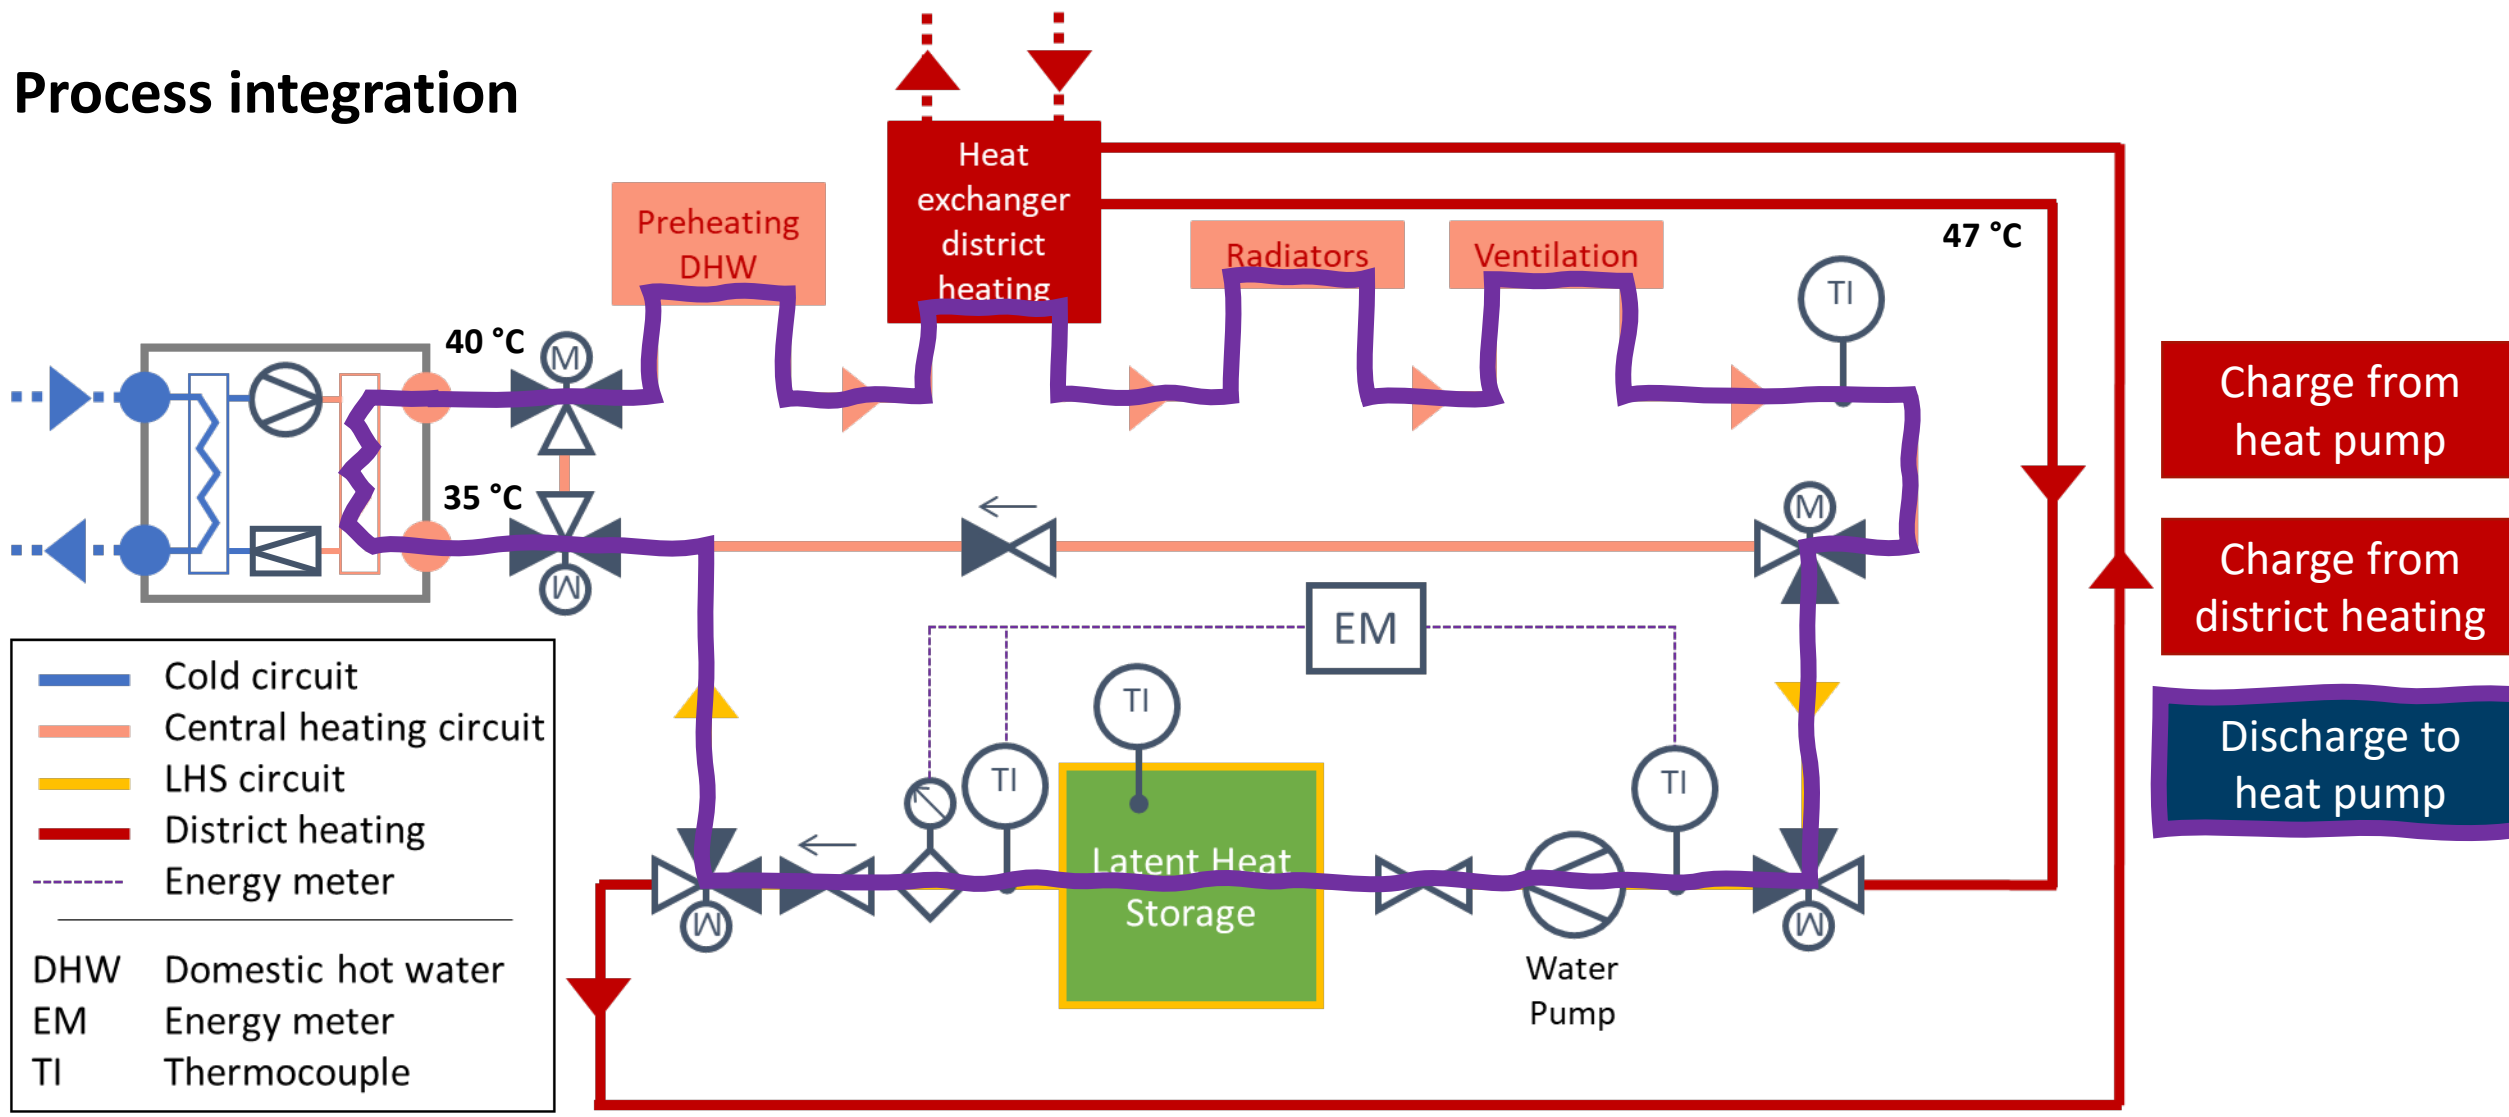 Process integration
Heat
exchanger
district
heating
Preheating
DHW
Radiators
Ventilation
47 °C
TI
40 °C
M
35 °C
M
M
Charge from
heat pump
Charge from
district heating
Discharge to
heat pump
EM
TI
TI
TI
Latent Heat
Storage
M
M
Water
Pump
Cold circuit
Central heating circuit
LHS circuit
District heating
Energy meter
DHW Domestic hot water
EM Energy meter
TI Thermocouple